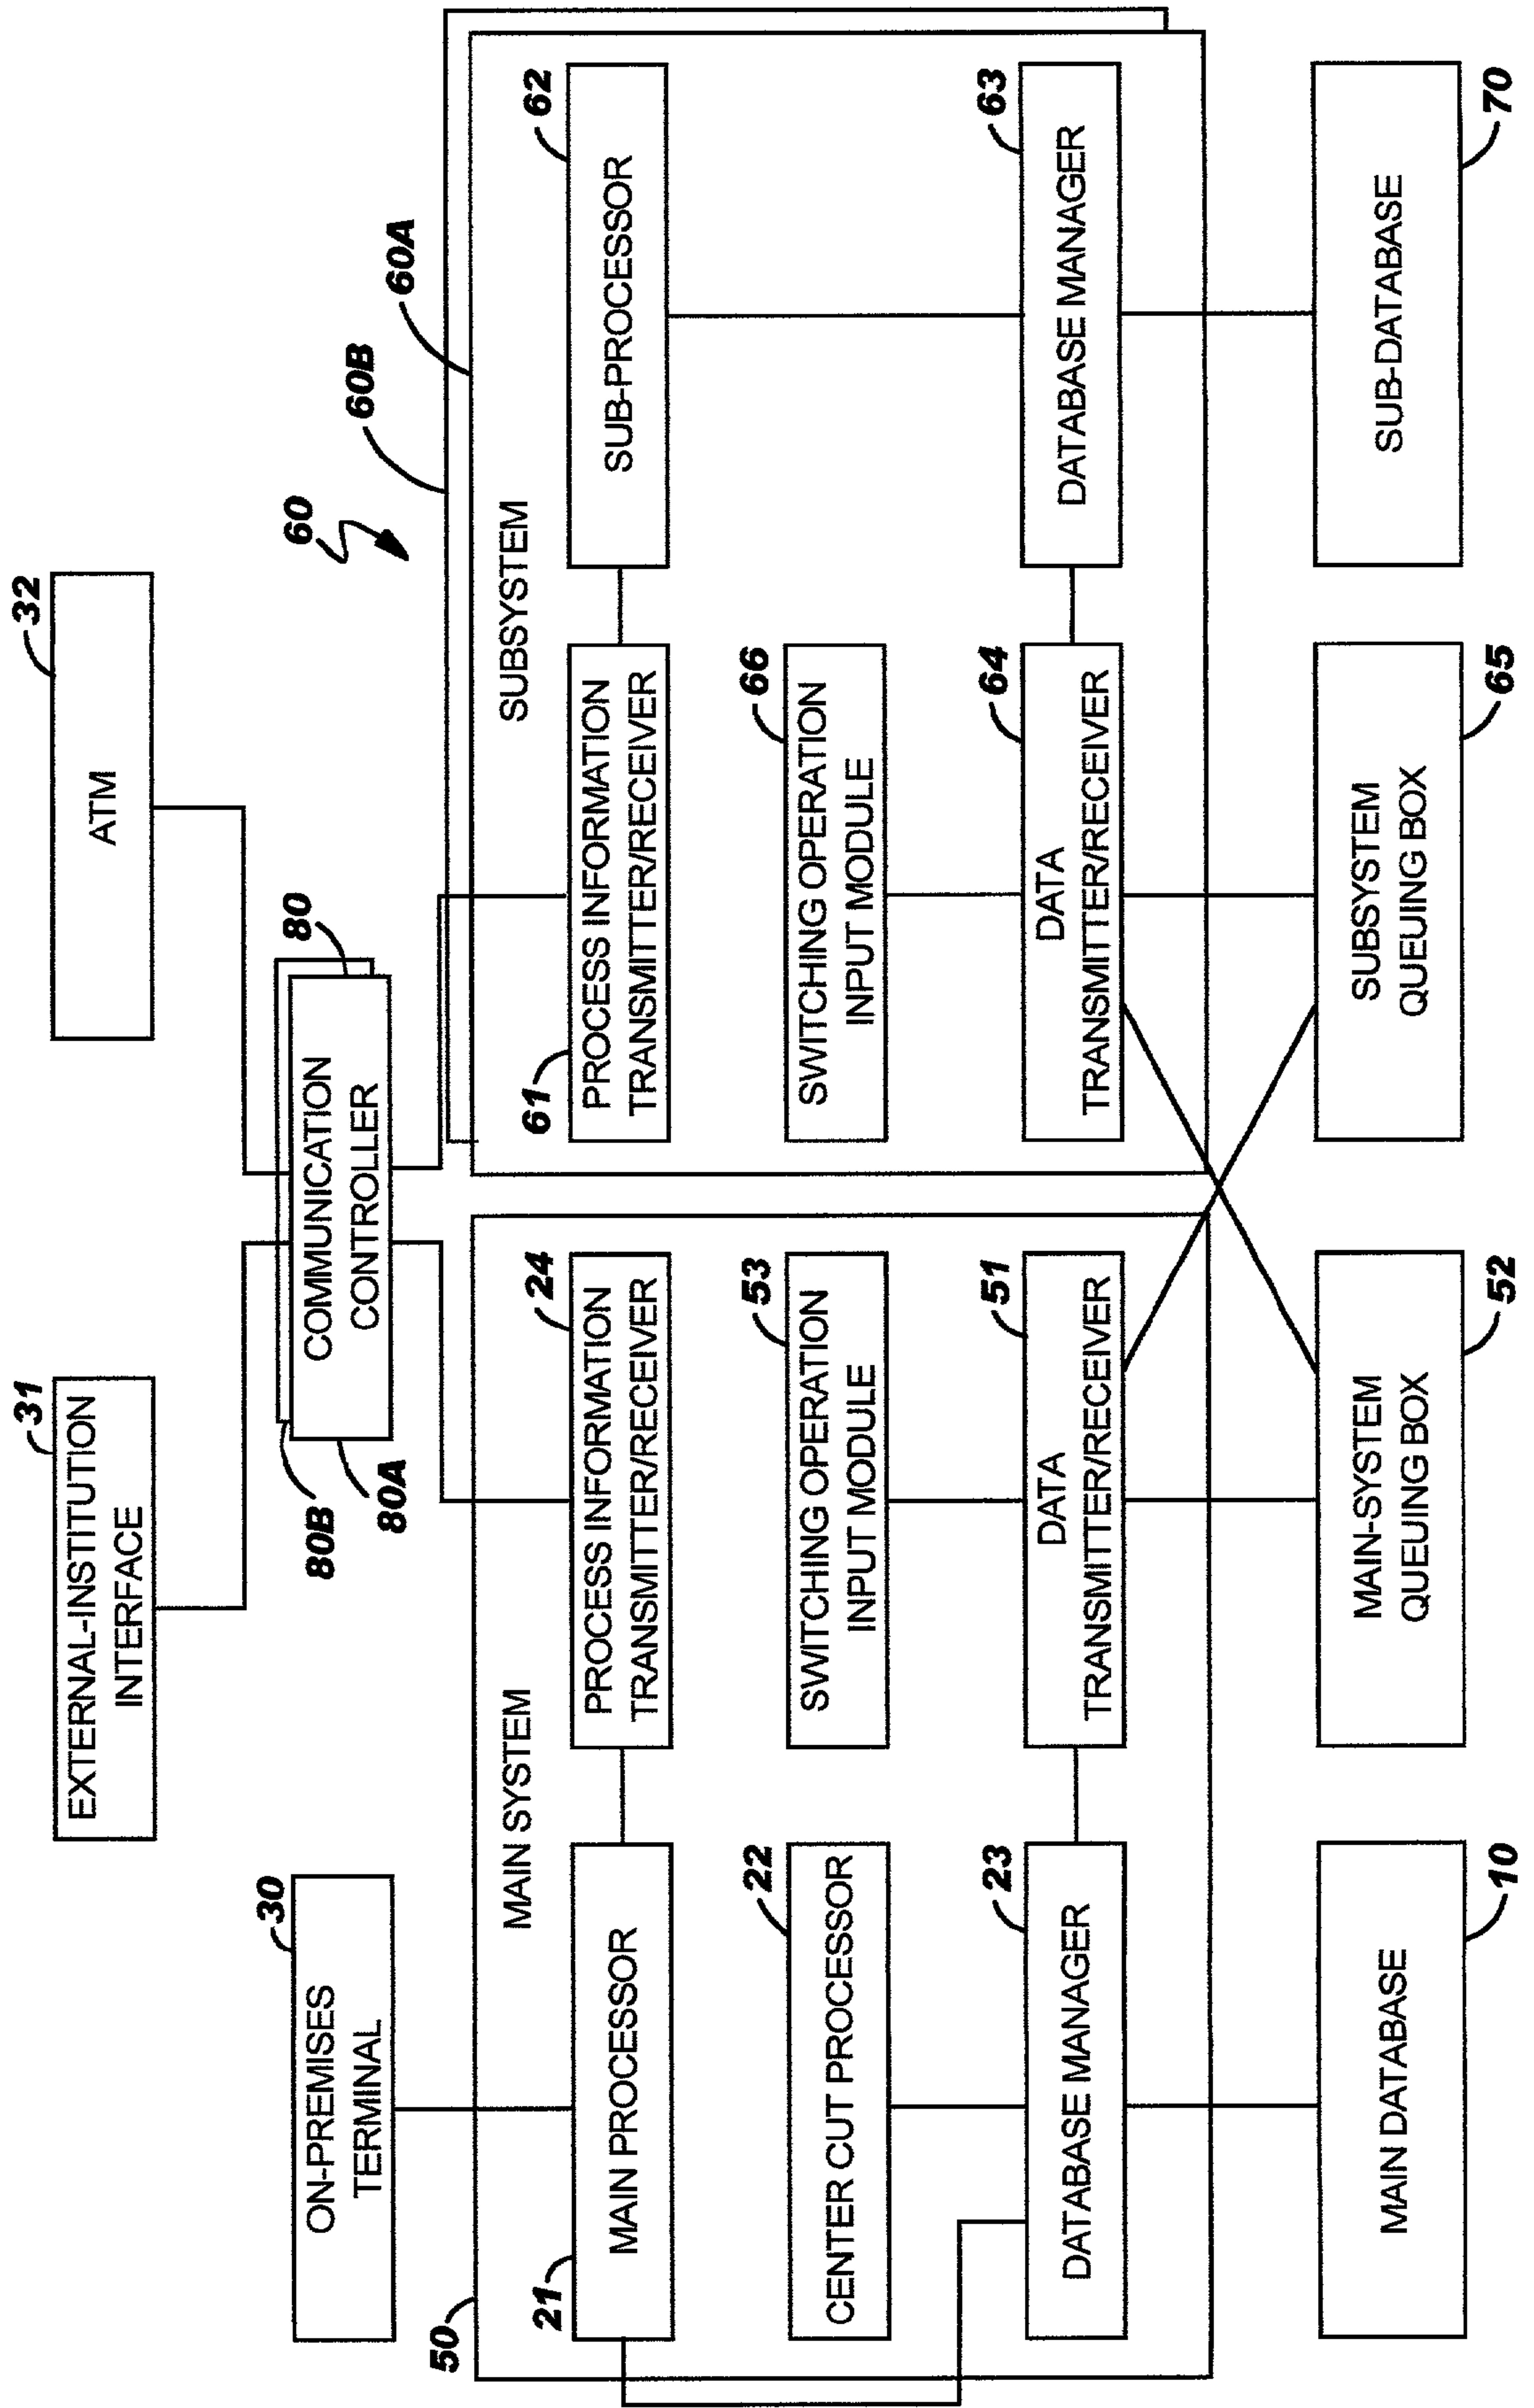 31
EXTERNAL-INSTITUTION
INTERFACE
32
ATM
30
ON-PREMISES
TERMINAL
80
COMMUNICATION
CONTROLLER
80B
80A
60
60B
60A
50
MAIN SYSTEM
21
MAIN PROCESSOR
24
PROCESS INFORMATION
TRANSMITTER/RECEIVER
22
CENTER CUT PROCESSOR
53
SWITCHING OPERATION
INPUT MODULE
23
DATABASE MANAGER
51
DATA
TRANSMITTER/RECEIVER
MAIN DATABASE
10
MAIN-SYSTEM
QUEUING BOX
52
SUBSYSTEM
61
PROCESS INFORMATION
TRANSMITTER/RECEIVER
62
SUB-PROCESSOR
66
SWITCHING OPERATION
INPUT MODULE
64
DATA
TRANSMITTER/RECEIVER
63
DATABASE MANAGER
SUBSYSTEM
QUEUING BOX
65
SUB-DATABASE
70